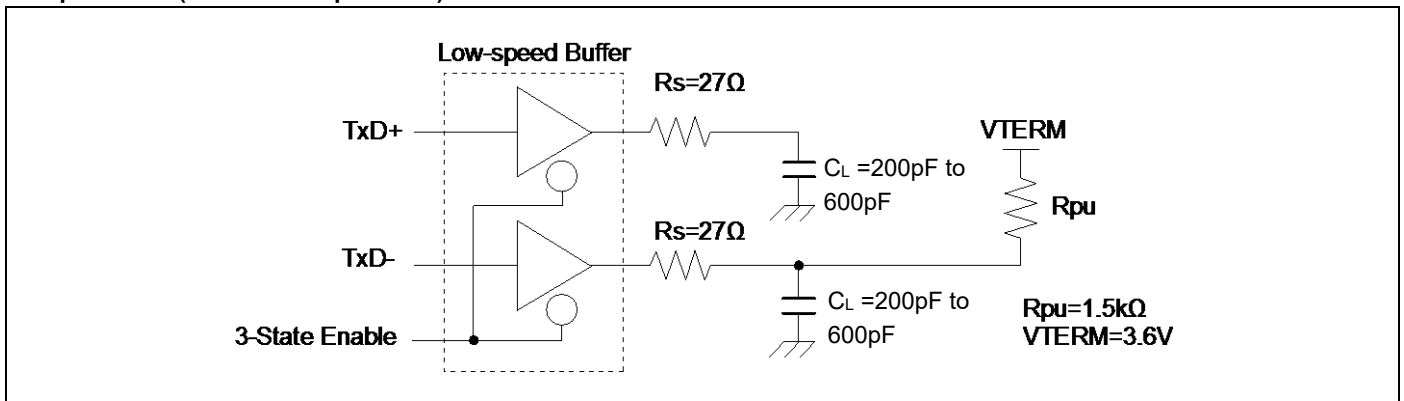 Low-speed Buffer
Rs=27Ω
TxD+
VTERM
CL =200pF to
600pF
Rpu
Rs=27Ω
TxD-
CL =200pF to
600pF
Rpu=1.5kΩ
VTERM=3.6V
3-State Enable